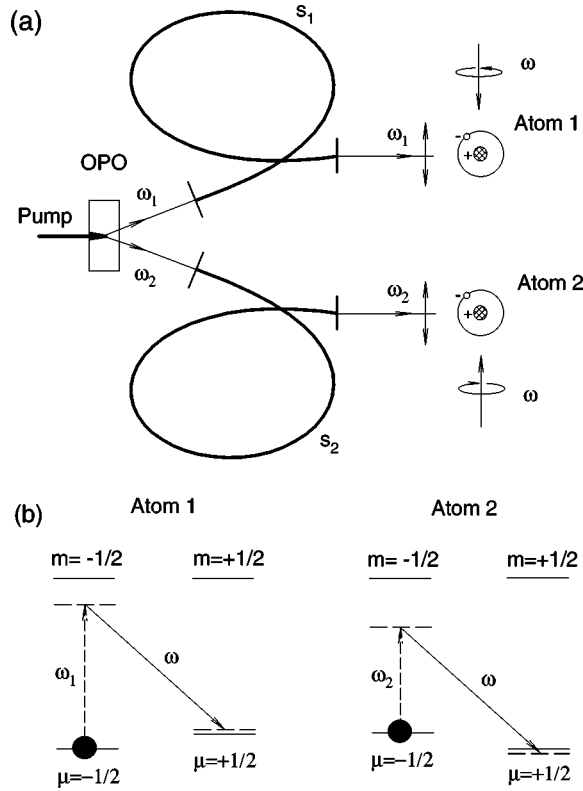 (a)
s1
ω
ω1
Atom 1
-
+
OPO
ω1
Pump
ω2
ω2
Atom 2
-
+
ω
s2
(b)
Atom 1 Atom 2
m= -1/2 m=+1/2 m= -1/2 m=+1/2
ω1 ω ω2 ω
μ=-1/2 μ=+1/2 μ=-1/2 μ=+1/2